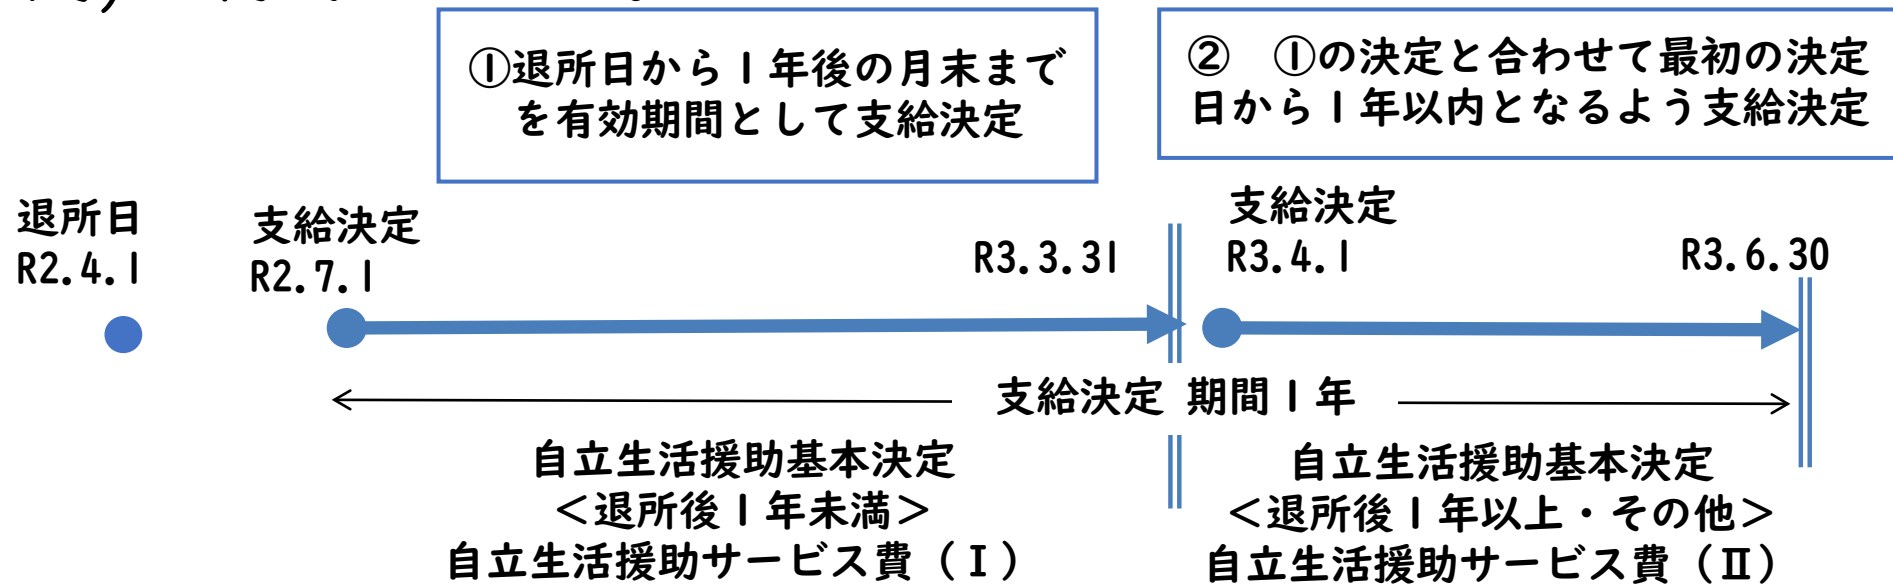 ①退所日から1年後の月末まで
を有効期間として支給決定
② ①の決定と合わせて最初の決定
日から1年以内となるよう支給決定
退所日
R2.4.1
支給決定
R2.7.1
R3.3.31
支給決定
R3.4.1
R3.6.30
支給決定 期間1年
自立生活援助基本決定
<退所後1年未満>
自立生活援助サービス費(Ⅰ)
自立生活援助基本決定
<退所後1年以上・その他>
自立生活援助サービス費(Ⅱ)